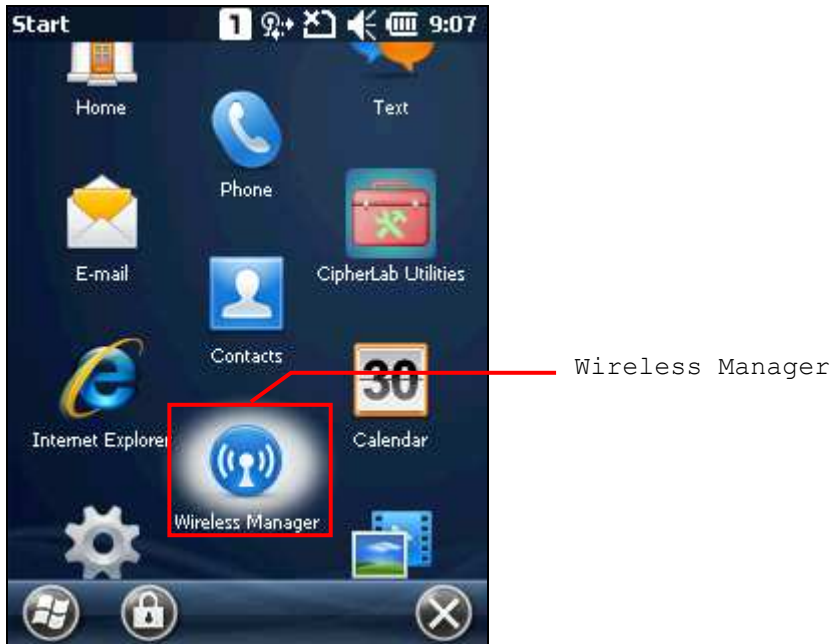 Start 1 9:07
Home
Text
Phone
E-mail
CipherLab Utilities
Contacts
30
Wireless Manager
Internet Explorer
Calendar
Wireless Manager